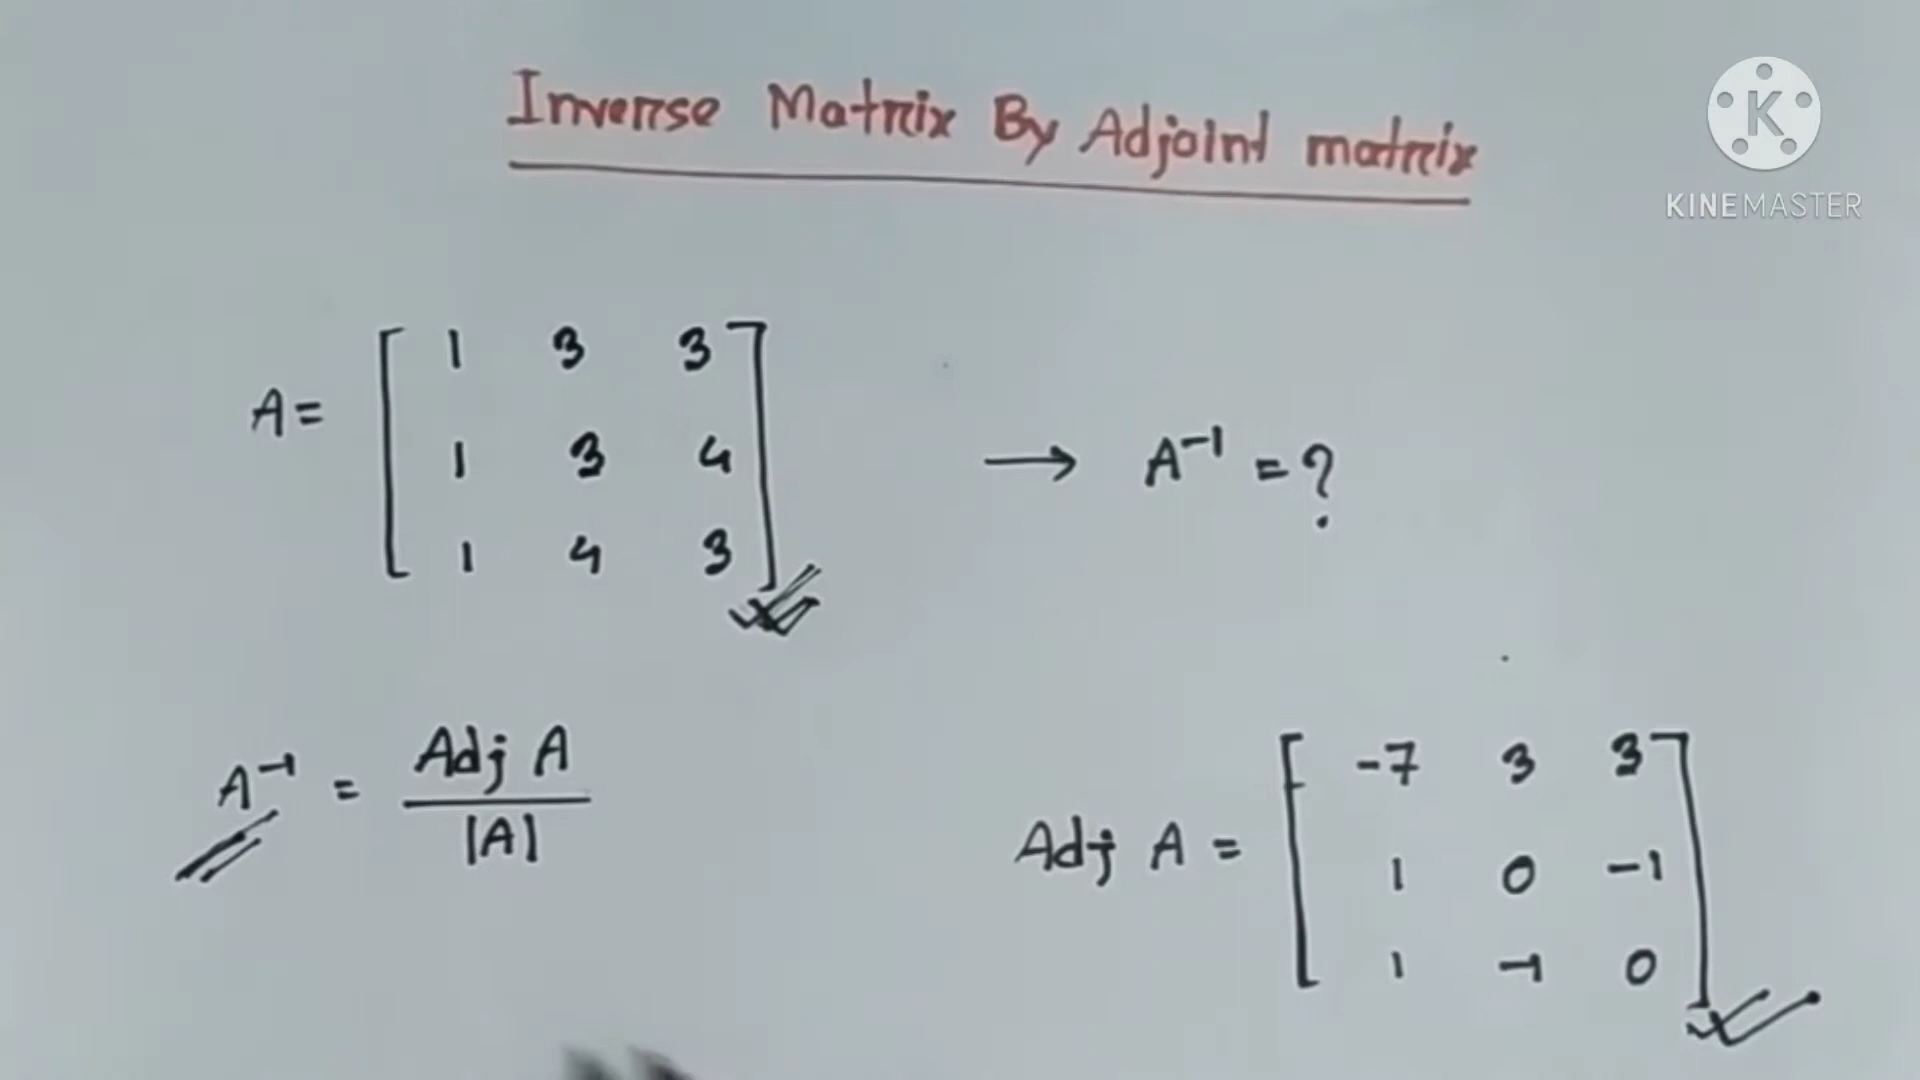 Inverse Matrix By Adjoint matrix
K
KINEMASTER
A = [ 1 3 3
1 3 4
1 4 3 ]
→ A⁻¹ = ?
A⁻¹ = Adj A
|A|
Adj A = [ -7 3 3
1 0 -1
1 -1 0 ]